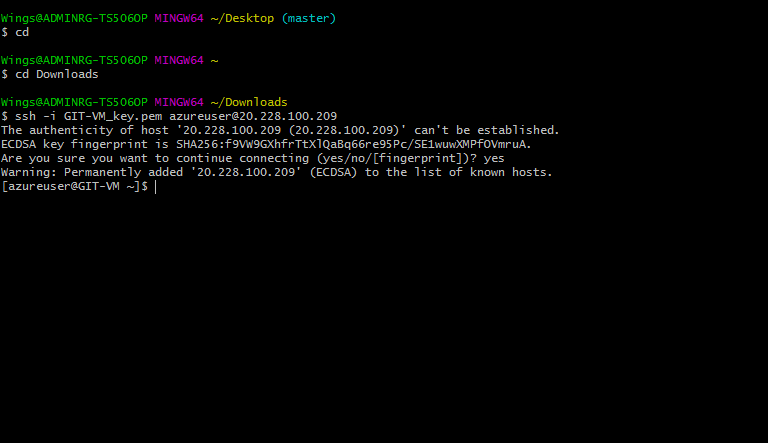 Wings@ADMINRG-TS506OP MINGW64 ~/Desktop (master)
$ cd
Wings@ADMINRG-TS506OP MINGW64 ~
$ cd Downloads
Wings@ADMINRG-TS506OP MINGW64 ~/Downloads
$ ssh -i GIT-VM_key.pem azureuser@20.228.100.209
The authenticity of host '20.228.100.209 (20.228.100.209)' can't be established.
ECDSA key fingerprint is SHA256:f9VW9GXhfrTtXlQaBq66re95Pc/SE1wuwXMPfOVmruA.
Are you sure you want to continue connecting (yes/no/[fingerprint])? yes
Warning: Permanently added '20.228.100.209' (ECDSA) to the list of known hosts.
[azureuser@GIT-VM ~]$